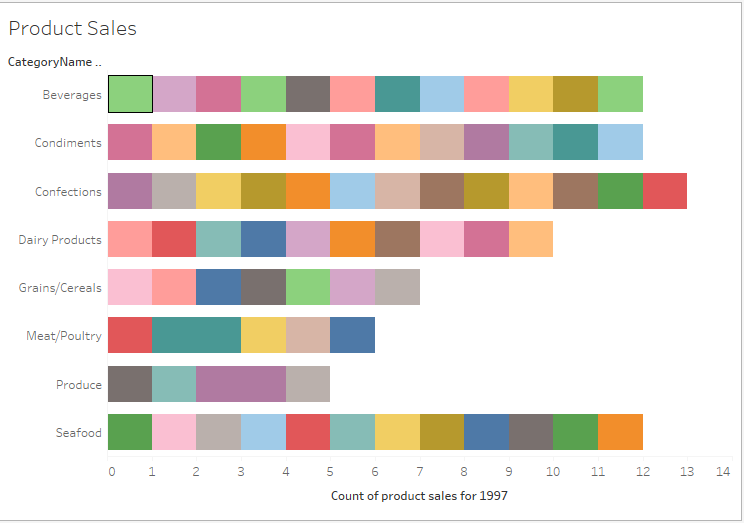 Product Sales
CategoryName ..
Beverages
Condiments
Confections
Dairy Products
Grains/Cereals
Meat/Poultry
Produce
Seafood
0 1 2 3 4 5 6 7 8 9 10 11 12 13 14
Count of product sales for 1997